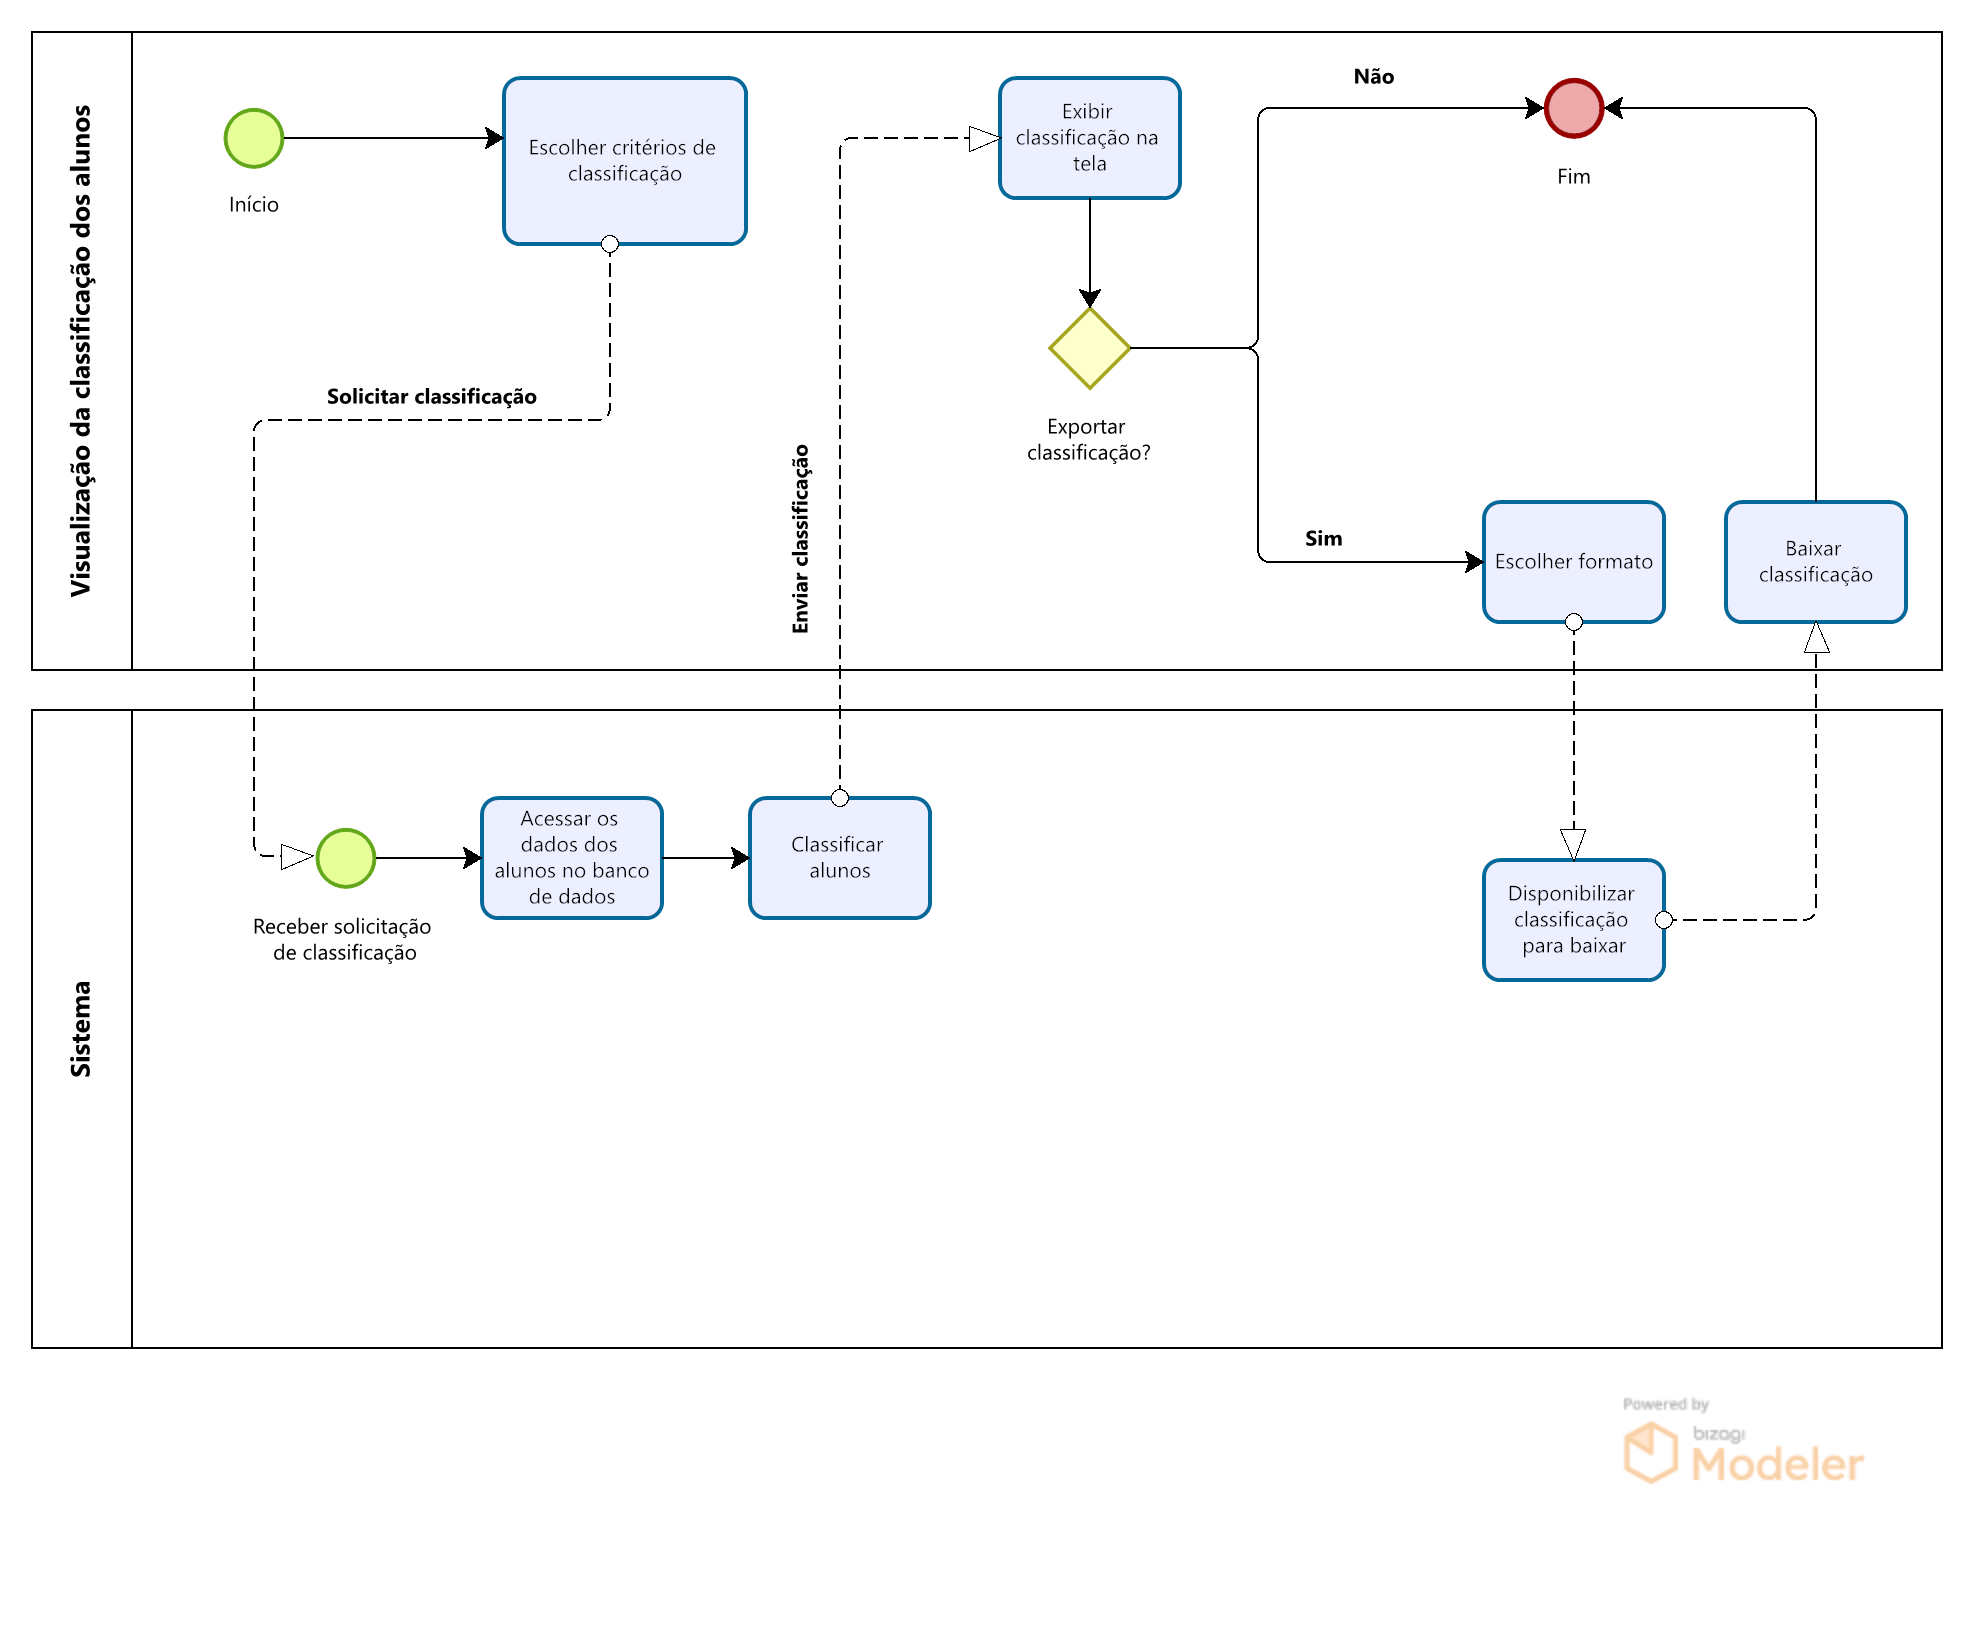 Visualização da classificação dos alunos
Início
Escolher critérios de
classificação
Solicitar classificação
Enviar classificação
Exibir
classificação na
tela
Exportar
classificação?
Não
Fim
Sim
Escolher formato
Baixar
classificação
Sistema
Receber solicitação
de classificação
Acessar os
dados dos
alunos no banco
de dados
Classificar
alunos
Disponibilizar
classificação
para baixar
Powered by
bizagi
Modeler